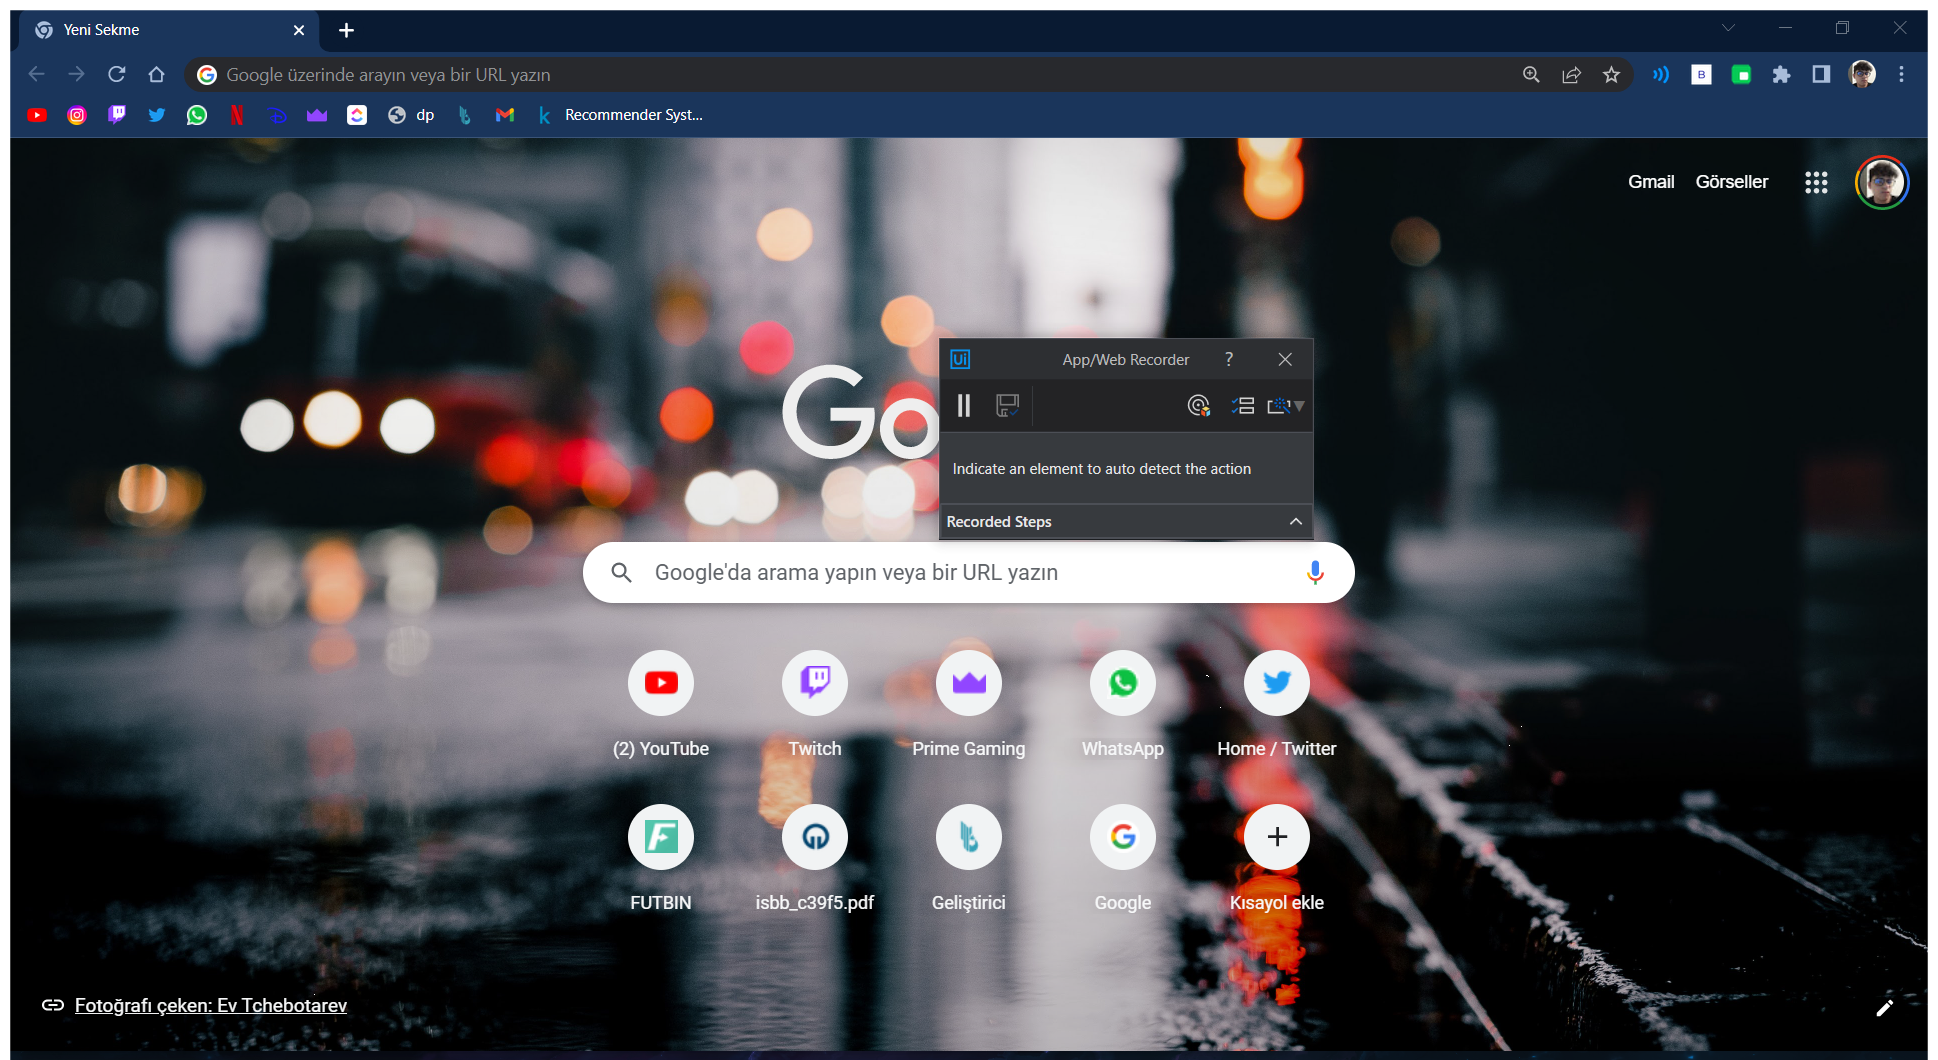 Yeni Sekme
Google üzerinde arayın veya bir URL yazın
dp
Recommender Syst...
Gmail Görseller
Go
Ui App/Web Recorder ?
Indicate an element to auto detect the action
Recorded Steps
Google'da arama yapın veya bir URL yazın
(2) YouTube Twitch Prime Gaming WhatsApp Home / Twitter
FUTBIN isbb_c39f5.pdf Geliştirici Google Kısayol ekle
Fotoğrafı çeken: Ev Tchebotarev